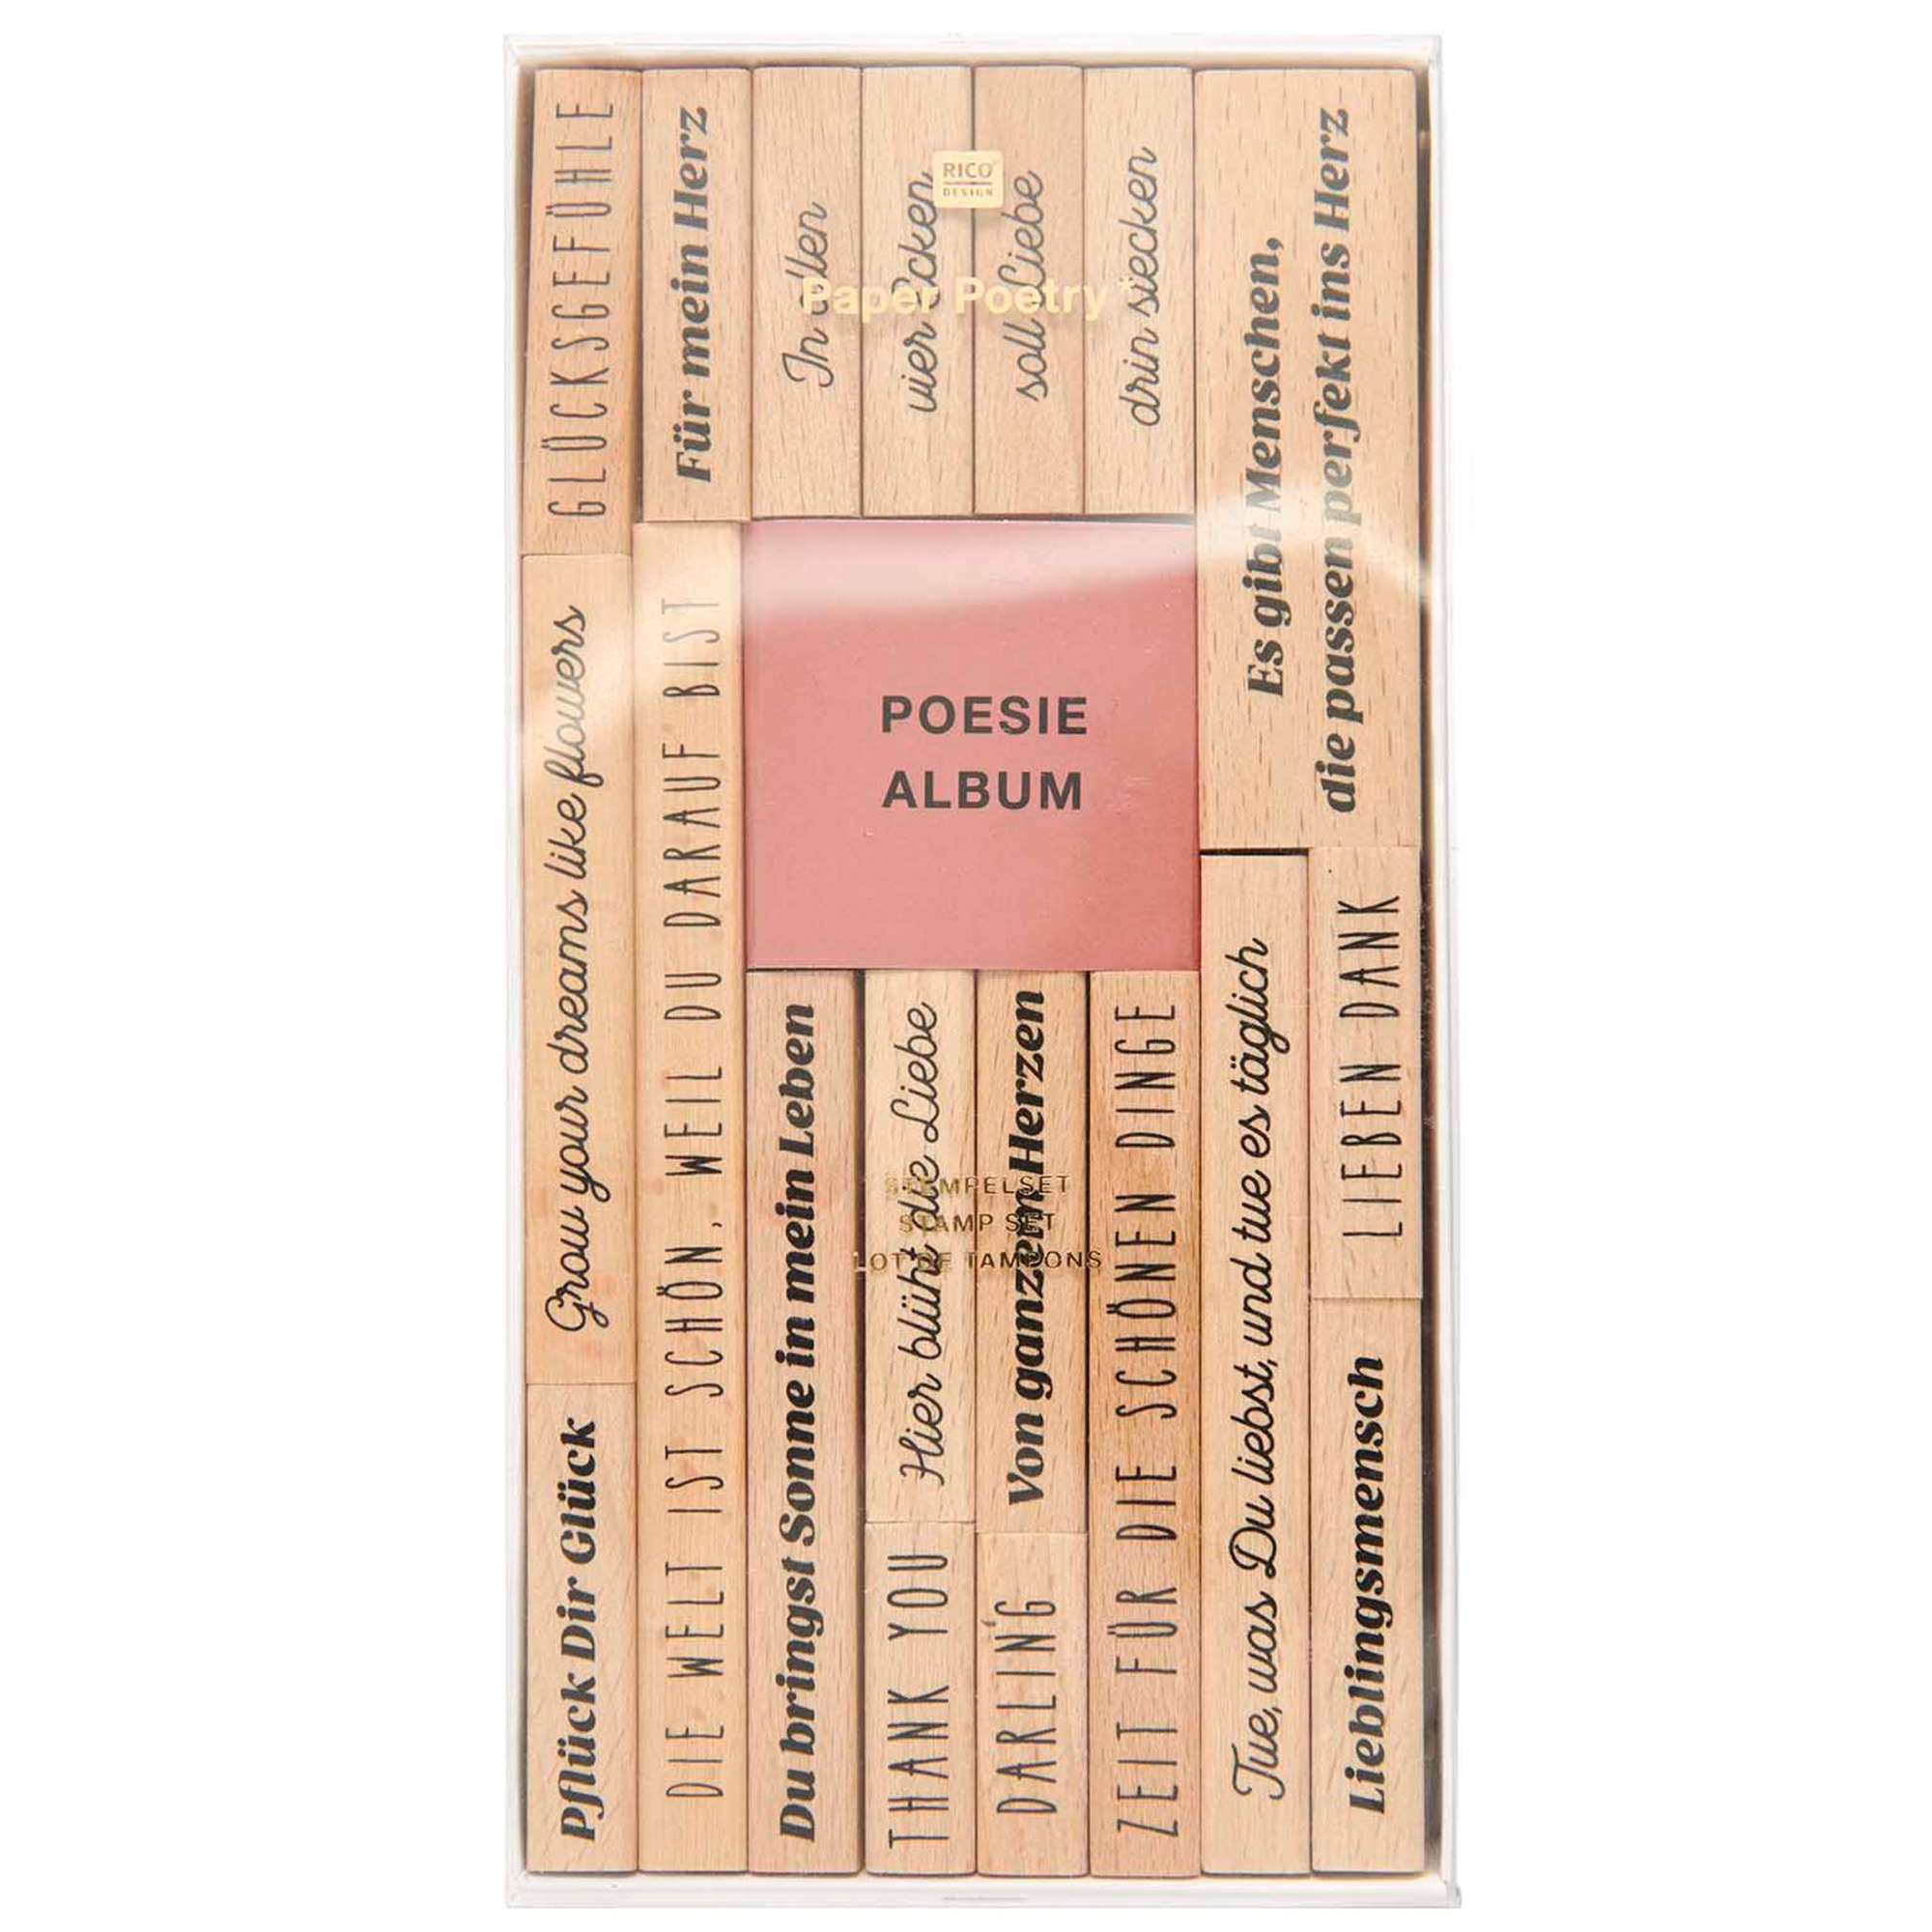 RICO
DESIGN
Paper Poetry
GLÜCKSGEFÜHLE
Für mein Herz
In allen
vier Ecken
soll Liebe
drin stecken
Es gibt Menschen,
die passen perfekt ins Herz
Grow your dreams like flowers
DIE WELT IST SCHÖN, WEIL DU DARAUF BIST
POESIE
ALBUM
Du bringst Sonne in mein Leben
Hier blüht die Liebe
Von ganzem Herzen
ZEIT FÜR DIE SCHÖNEN DINGE
Tue, was Du liebst, und tue es täglich
LIEBEN DANK
STEMPELSET
STAMP SET
LOT DE TAMPONS
Pflück Dir Glück
THANK YOU
DARLING
Lieblingsmensch